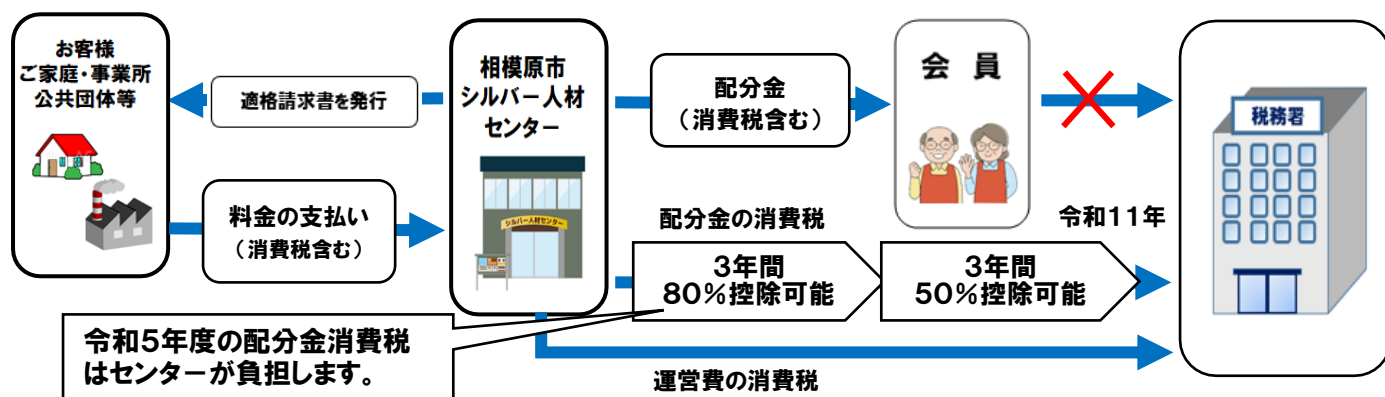 お客様
ご家庭・事業所
公共団体等
適格請求書を発行
料金の支払い
（消費税含む）
相模原市
シルバー人材
センター
シルバー人材センター
配分金
（消費税含む）
会 員
税務署
配分金の消費税
令和11年
3年間
80％控除可能
3年間
50％控除可能
令和5年度の配分金消費税
はセンターが負担します。
運営費の消費税